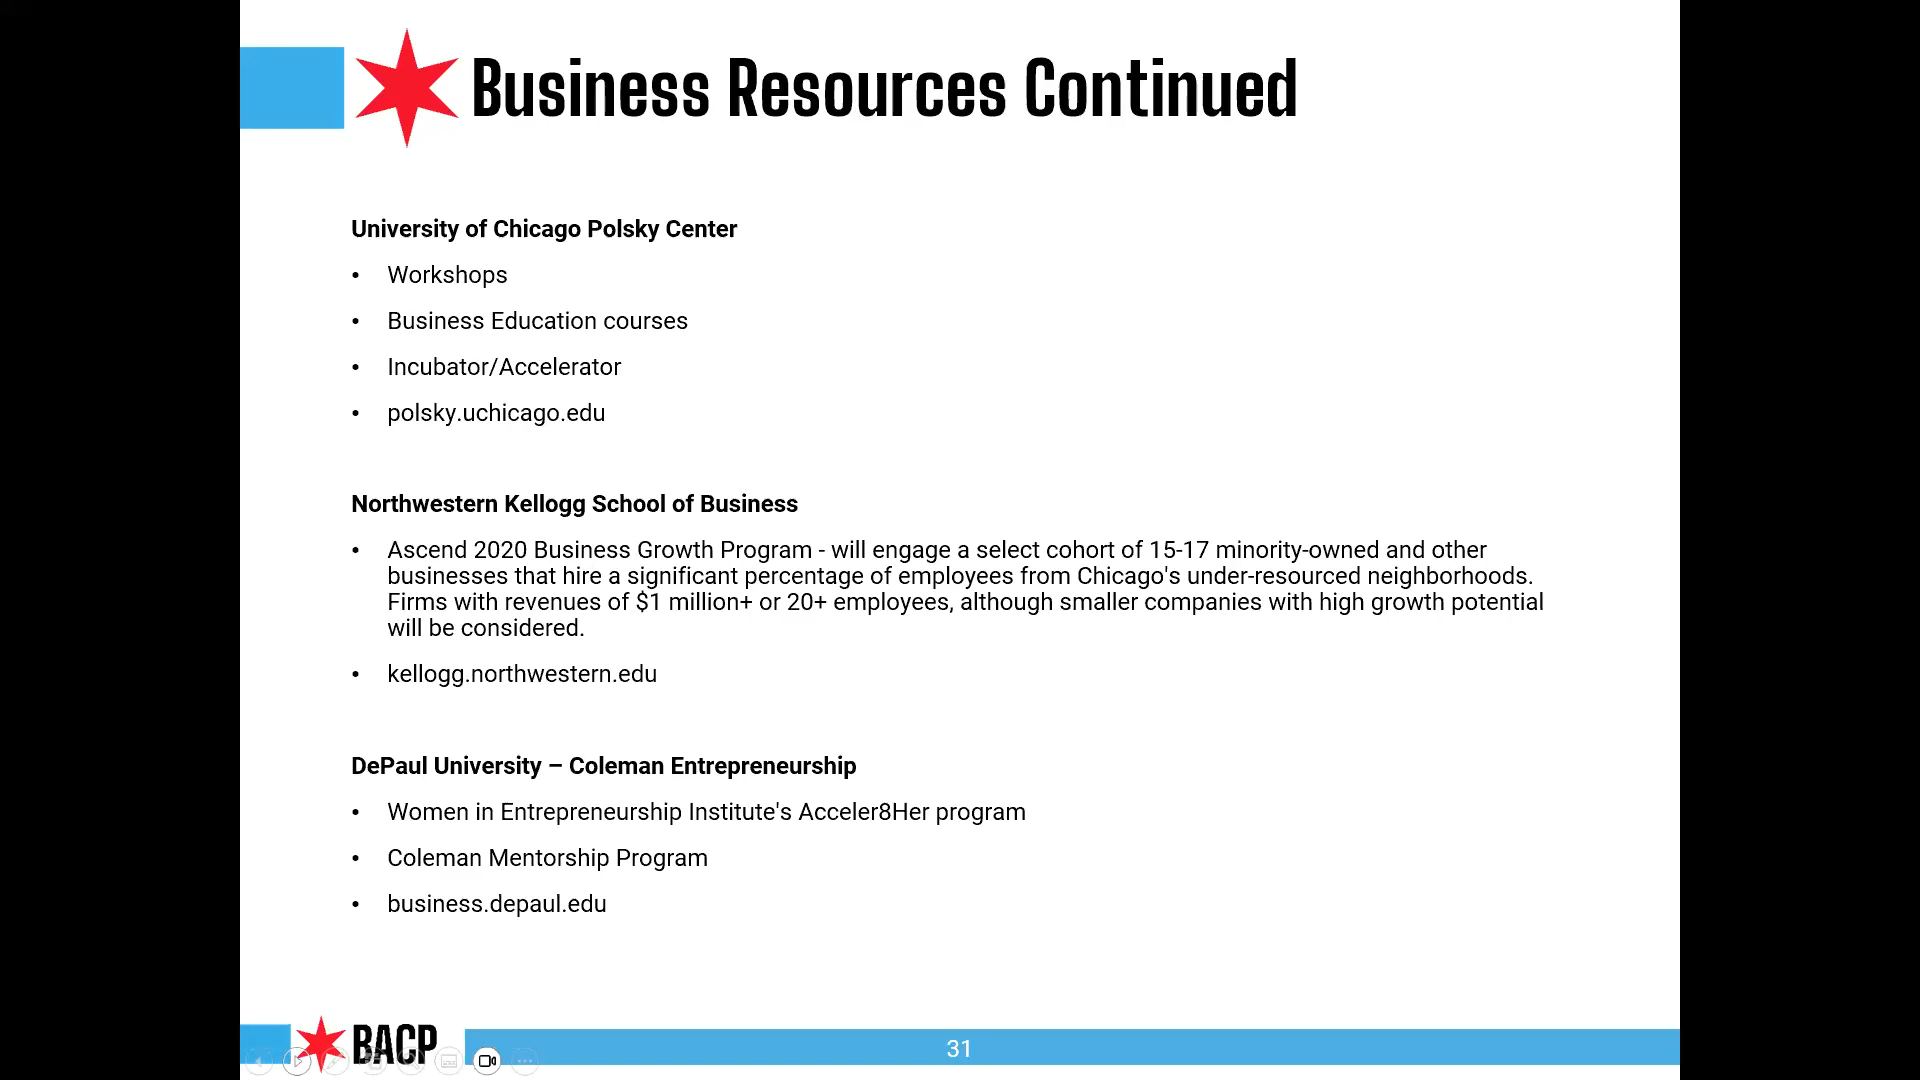 Business Resources Continued
University of Chicago Polsky Center
• Workshops
• Business Education courses
• Incubator/Accelerator
• polsky.uchicago.edu
Northwestern Kellogg School of Business
• Ascend 2020 Business Growth Program - will engage a select cohort of 15-17 minority-owned and other
businesses that hire a significant percentage of employees from Chicago's under-resourced neighborhoods.
Firms with revenues of $1 million+ or 20+ employees, although smaller companies with high growth potential
will be considered.
• kellogg.northwestern.edu
DePaul University – Coleman Entrepreneurship
• Women in Entrepreneurship Institute's Acceler8Her program
• Coleman Mentorship Program
• business.depaul.edu
BACP
31